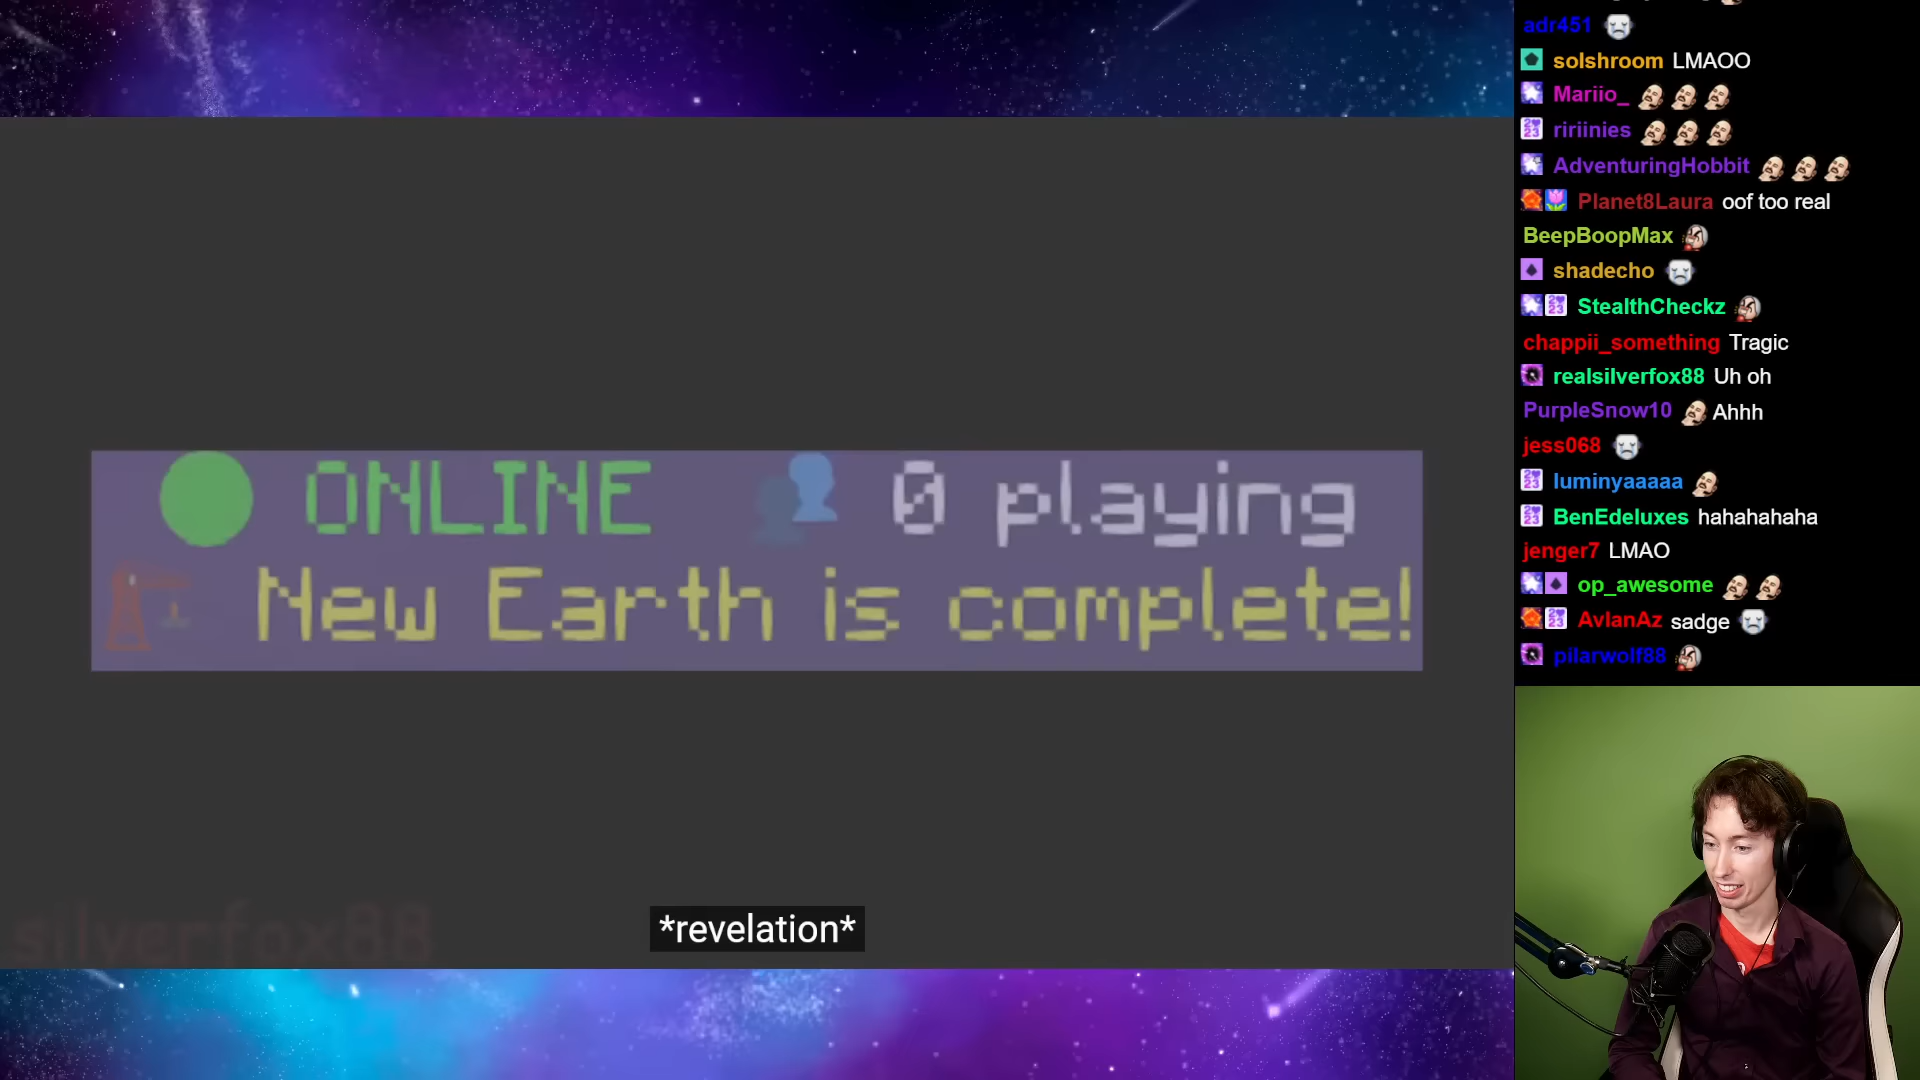 ONLINE 0 playing
New Earth is complete!
*revelation*
silverfox88
adr451
solshroom LMAOO
Mariio_
ririinies
AdventuringHobbit
Planet8Laura oof too real
BeepBoopMax
shadecho
StealthCheckz
chappii_something Tragic
realsilverfox88 Uh oh
PurpleSnow10 Ahhh
jess068
luminyaaaaa
BenEdeluxes hahahahaha
jenger7 LMAO
op_awesome
AvlanAz sadge
pilarwolf88